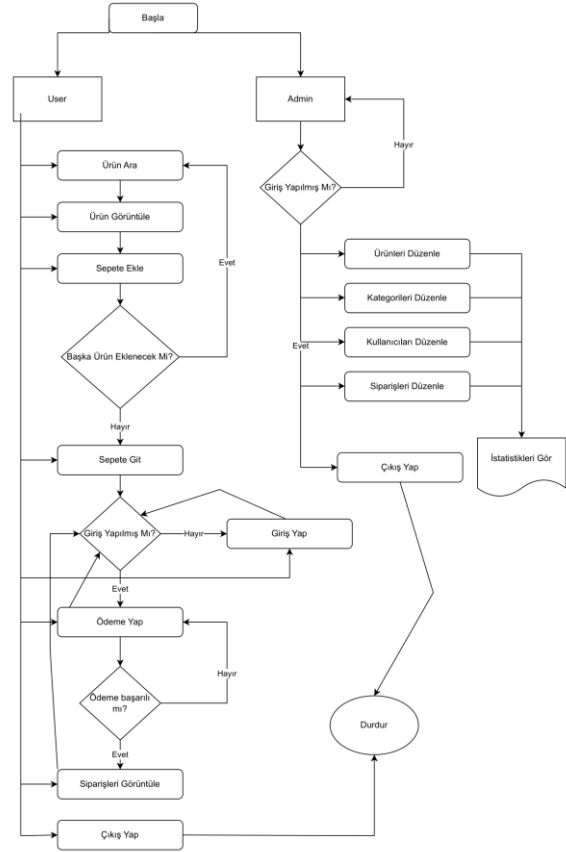 Başla
User
Admin
Hayır
Ürün Ara
Giriş Yapılmış Mı?
Ürün Görüntüle
Sepete Ekle
Evet
Ürünleri Düzenle
Kategorileri Düzenle
Kullanıcıları Düzenle
Evet
Siparişleri Düzenle
Başka Ürün Eklenecek Mi?
Hayır
Sepete Git
Çıkış Yap
İstatistikleri Gör
Giriş Yapılmış Mı?
Hayır
Giriş Yap
Evet
Ödeme Yap
Hayır
Ödeme başarılı
mı?
Evet
Durdur
Siparişleri Görüntüle
Çıkış Yap